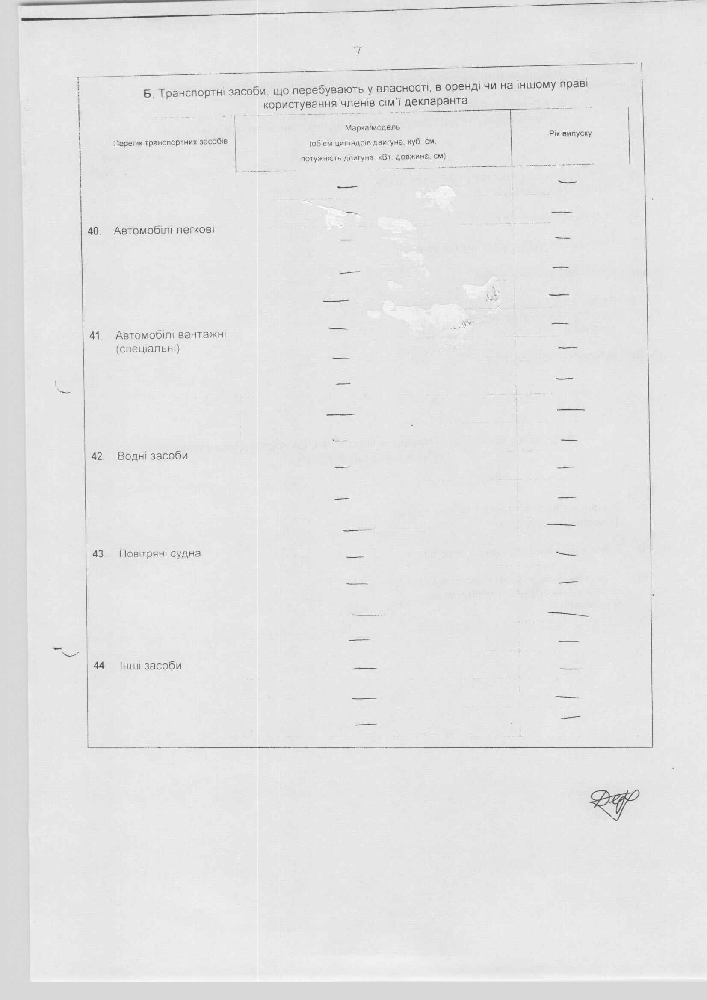 7
Б. Транспортні засоби, що перебувають у власності, в оренді чи на іншому праві
користування членів сім'ї декларанта
Перелік транспортних засобів
Марка/модель
(об'єм циліндрів двигуна, куб. см,
потужність двигуна, кВт, довжина, см)
Рік випуску
— —
— —
40. Автомобілі легкові
— —
— —
— —
41. Автомобілі вантажні
(спеціальні)
— —
— —
— —
— —
— —
42. Водні засоби
— —
— —
— —
43 Повітряні судна
— —
— —
— —
— —
44 Інші засоби
— —
— —
— —